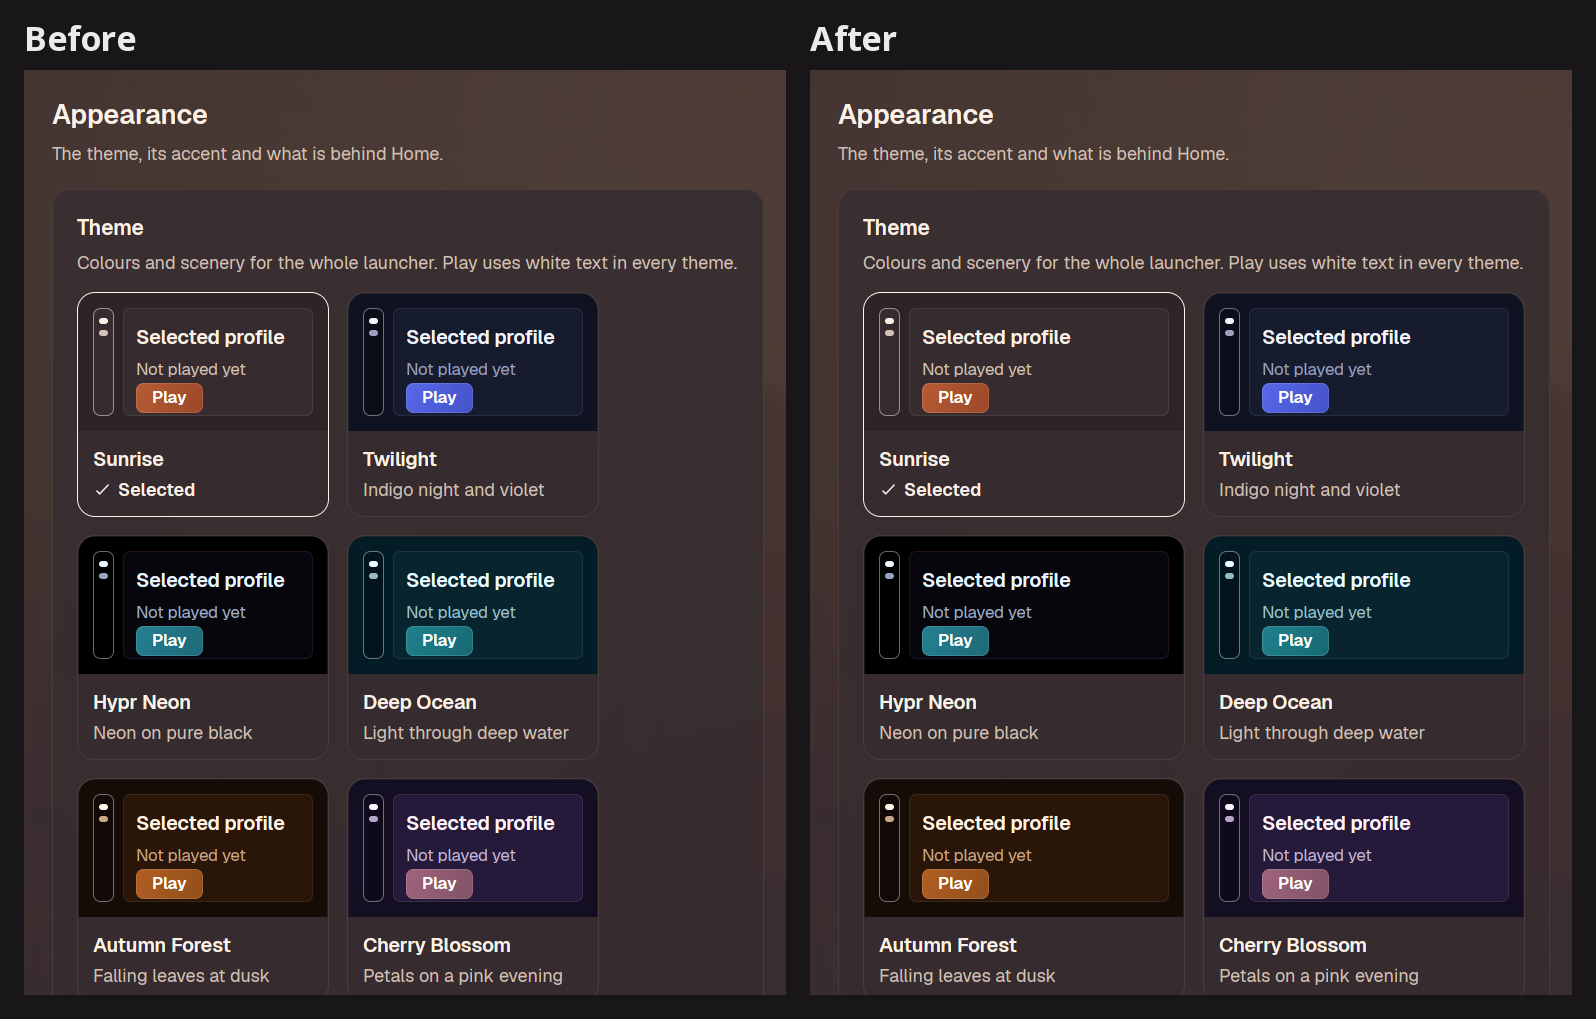 Before
Appearance
The theme, its accent and what is behind Home.
Theme
Colours and scenery for the whole launcher. Play uses white text in every theme.
Selected profile
Not played yet
Play
Sunrise
Selected
Selected profile
Not played yet
Play
Twilight
Indigo night and violet
Selected profile
Not played yet
Play
Hypr Neon
Neon on pure black
Selected profile
Not played yet
Play
Deep Ocean
Light through deep water
Selected profile
Not played yet
Play
Autumn Forest
Falling leaves at dusk
Selected profile
Not played yet
Play
Cherry Blossom
Petals on a pink evening
After
Appearance
The theme, its accent and what is behind Home.
Theme
Colours and scenery for the whole launcher. Play uses white text in every theme.
Selected profile
Not played yet
Play
Sunrise
Selected
Selected profile
Not played yet
Play
Twilight
Indigo night and violet
Selected profile
Not played yet
Play
Hypr Neon
Neon on pure black
Selected profile
Not played yet
Play
Deep Ocean
Light through deep water
Selected profile
Not played yet
Play
Autumn Forest
Falling leaves at dusk
Selected profile
Not played yet
Play
Cherry Blossom
Petals on a pink evening